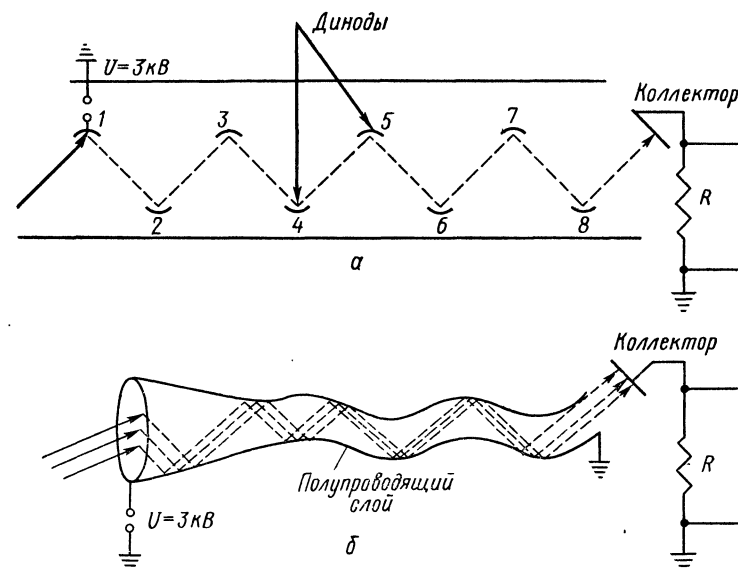 Диноды
U=3кВ
Коллектор
1
3
5
7
R
2
4
6
8
а
Коллектор
R
Полупроводящий
слой
U=3кВ
б